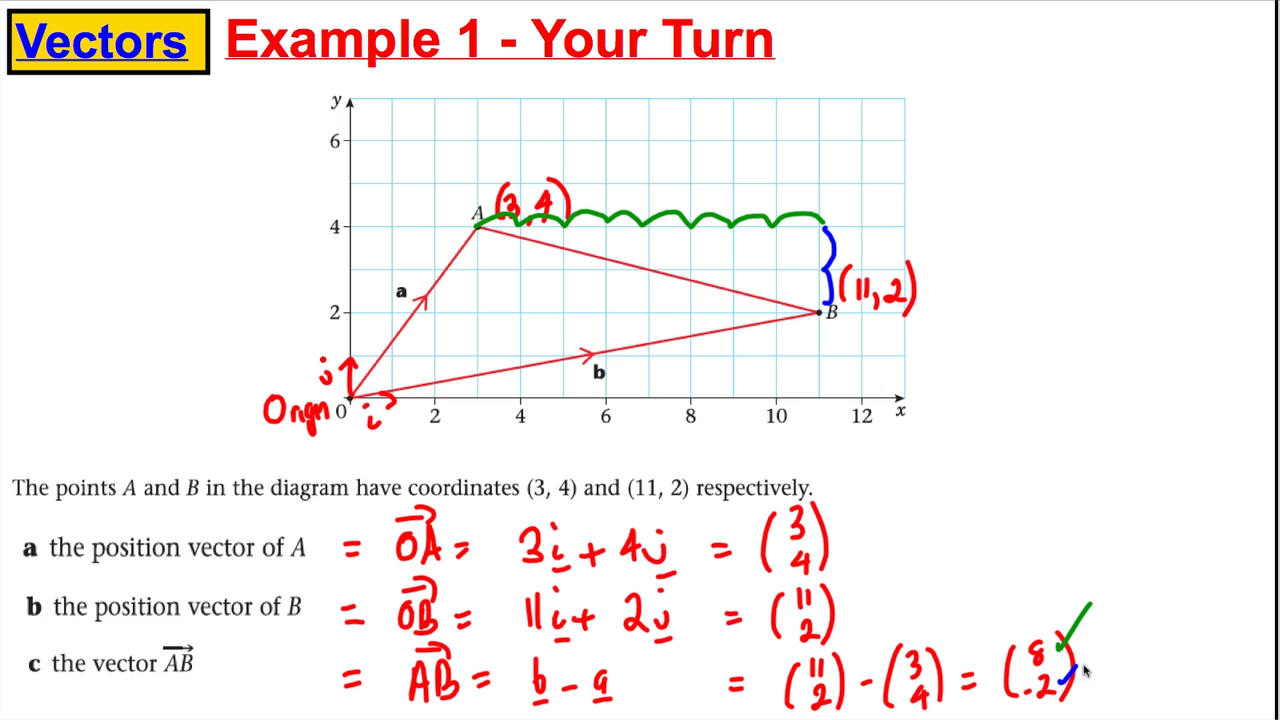 Vectors Example 1 - Your Turn
y
6
A (3, 4)
4
a
(11, 2)
2
B
j
b
Origin 0 i 2 4 6 8 10 12 x
The points A and B in the diagram have coordinates (3, 4) and (11, 2) respectively.
a the position vector of A = OA = 3i + 4j = (3 4)
b the position vector of B = OB = 11i + 2j = (11 2)
c the vector AB = AB = b - a = (11 2) - (3 4) = (8 -2)